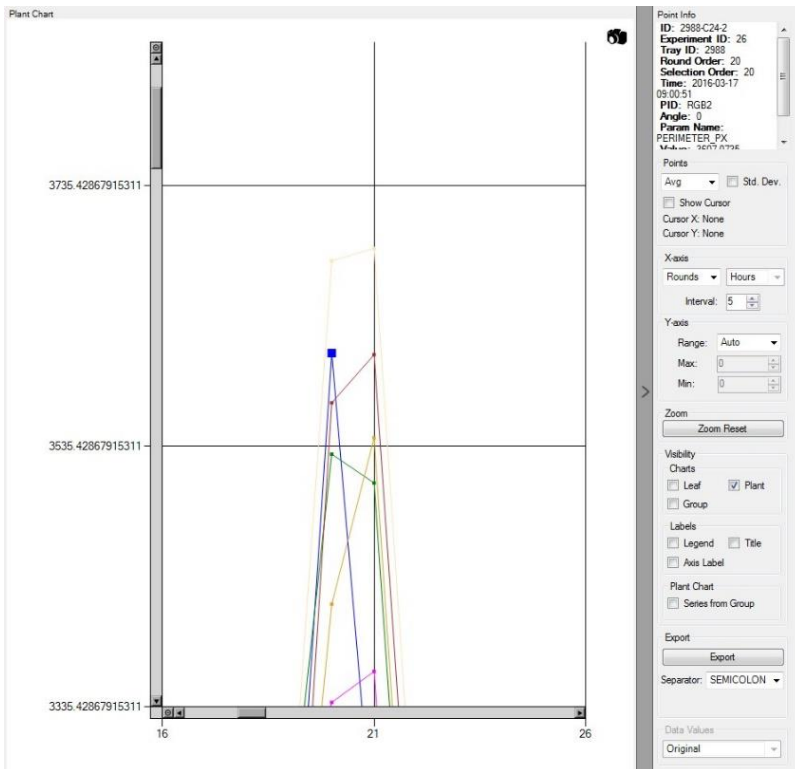 Plant Chart
3735.42867915311
3535.42867915311
3335.42867915311
16
21
26
>
Point Info
ID: 2988-C24-2
Experiment ID: 26
Tray ID: 2988
Round Order: 20
Selection Order: 20
Time: 2016-03-17
09:00:51
PID: RGB2
Angle: 0
Param Name:
PERIMETER_PX
Value: 3607.0735
Points
Avg Std. Dev.
Show Cursor
Cursor X: None
Cursor Y: None
X-axis
Rounds Hours
Interval: 5
Y-axis
Range: Auto
Max: 0
Min: 0
Zoom
Zoom Reset
Visibility
Charts
Leaf Plant
Group
Labels
Legend Title
Axis Label
Plant Chart
Series from Group
Export
Export
Separator: SEMICOLON
Data Values
Original